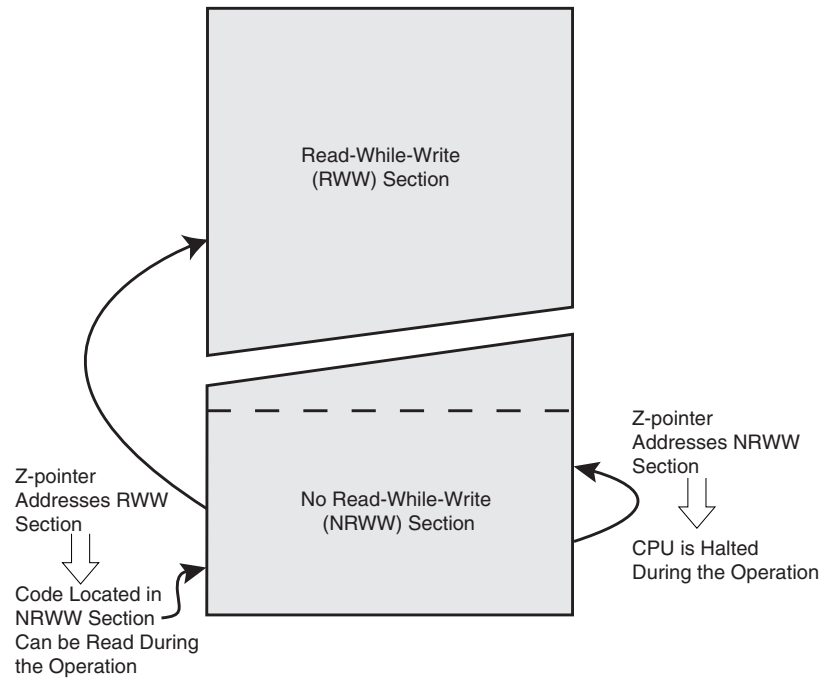 Read-While-Write
(RWW) Section
Z-pointer
Addresses NRWW
Section
Z-pointer
Addresses RWW
Section
No Read-While-Write
(NRWW) Section
CPU is Halted
During the Operation
Code Located in
NRWW Section
Can be Read During
the Operation